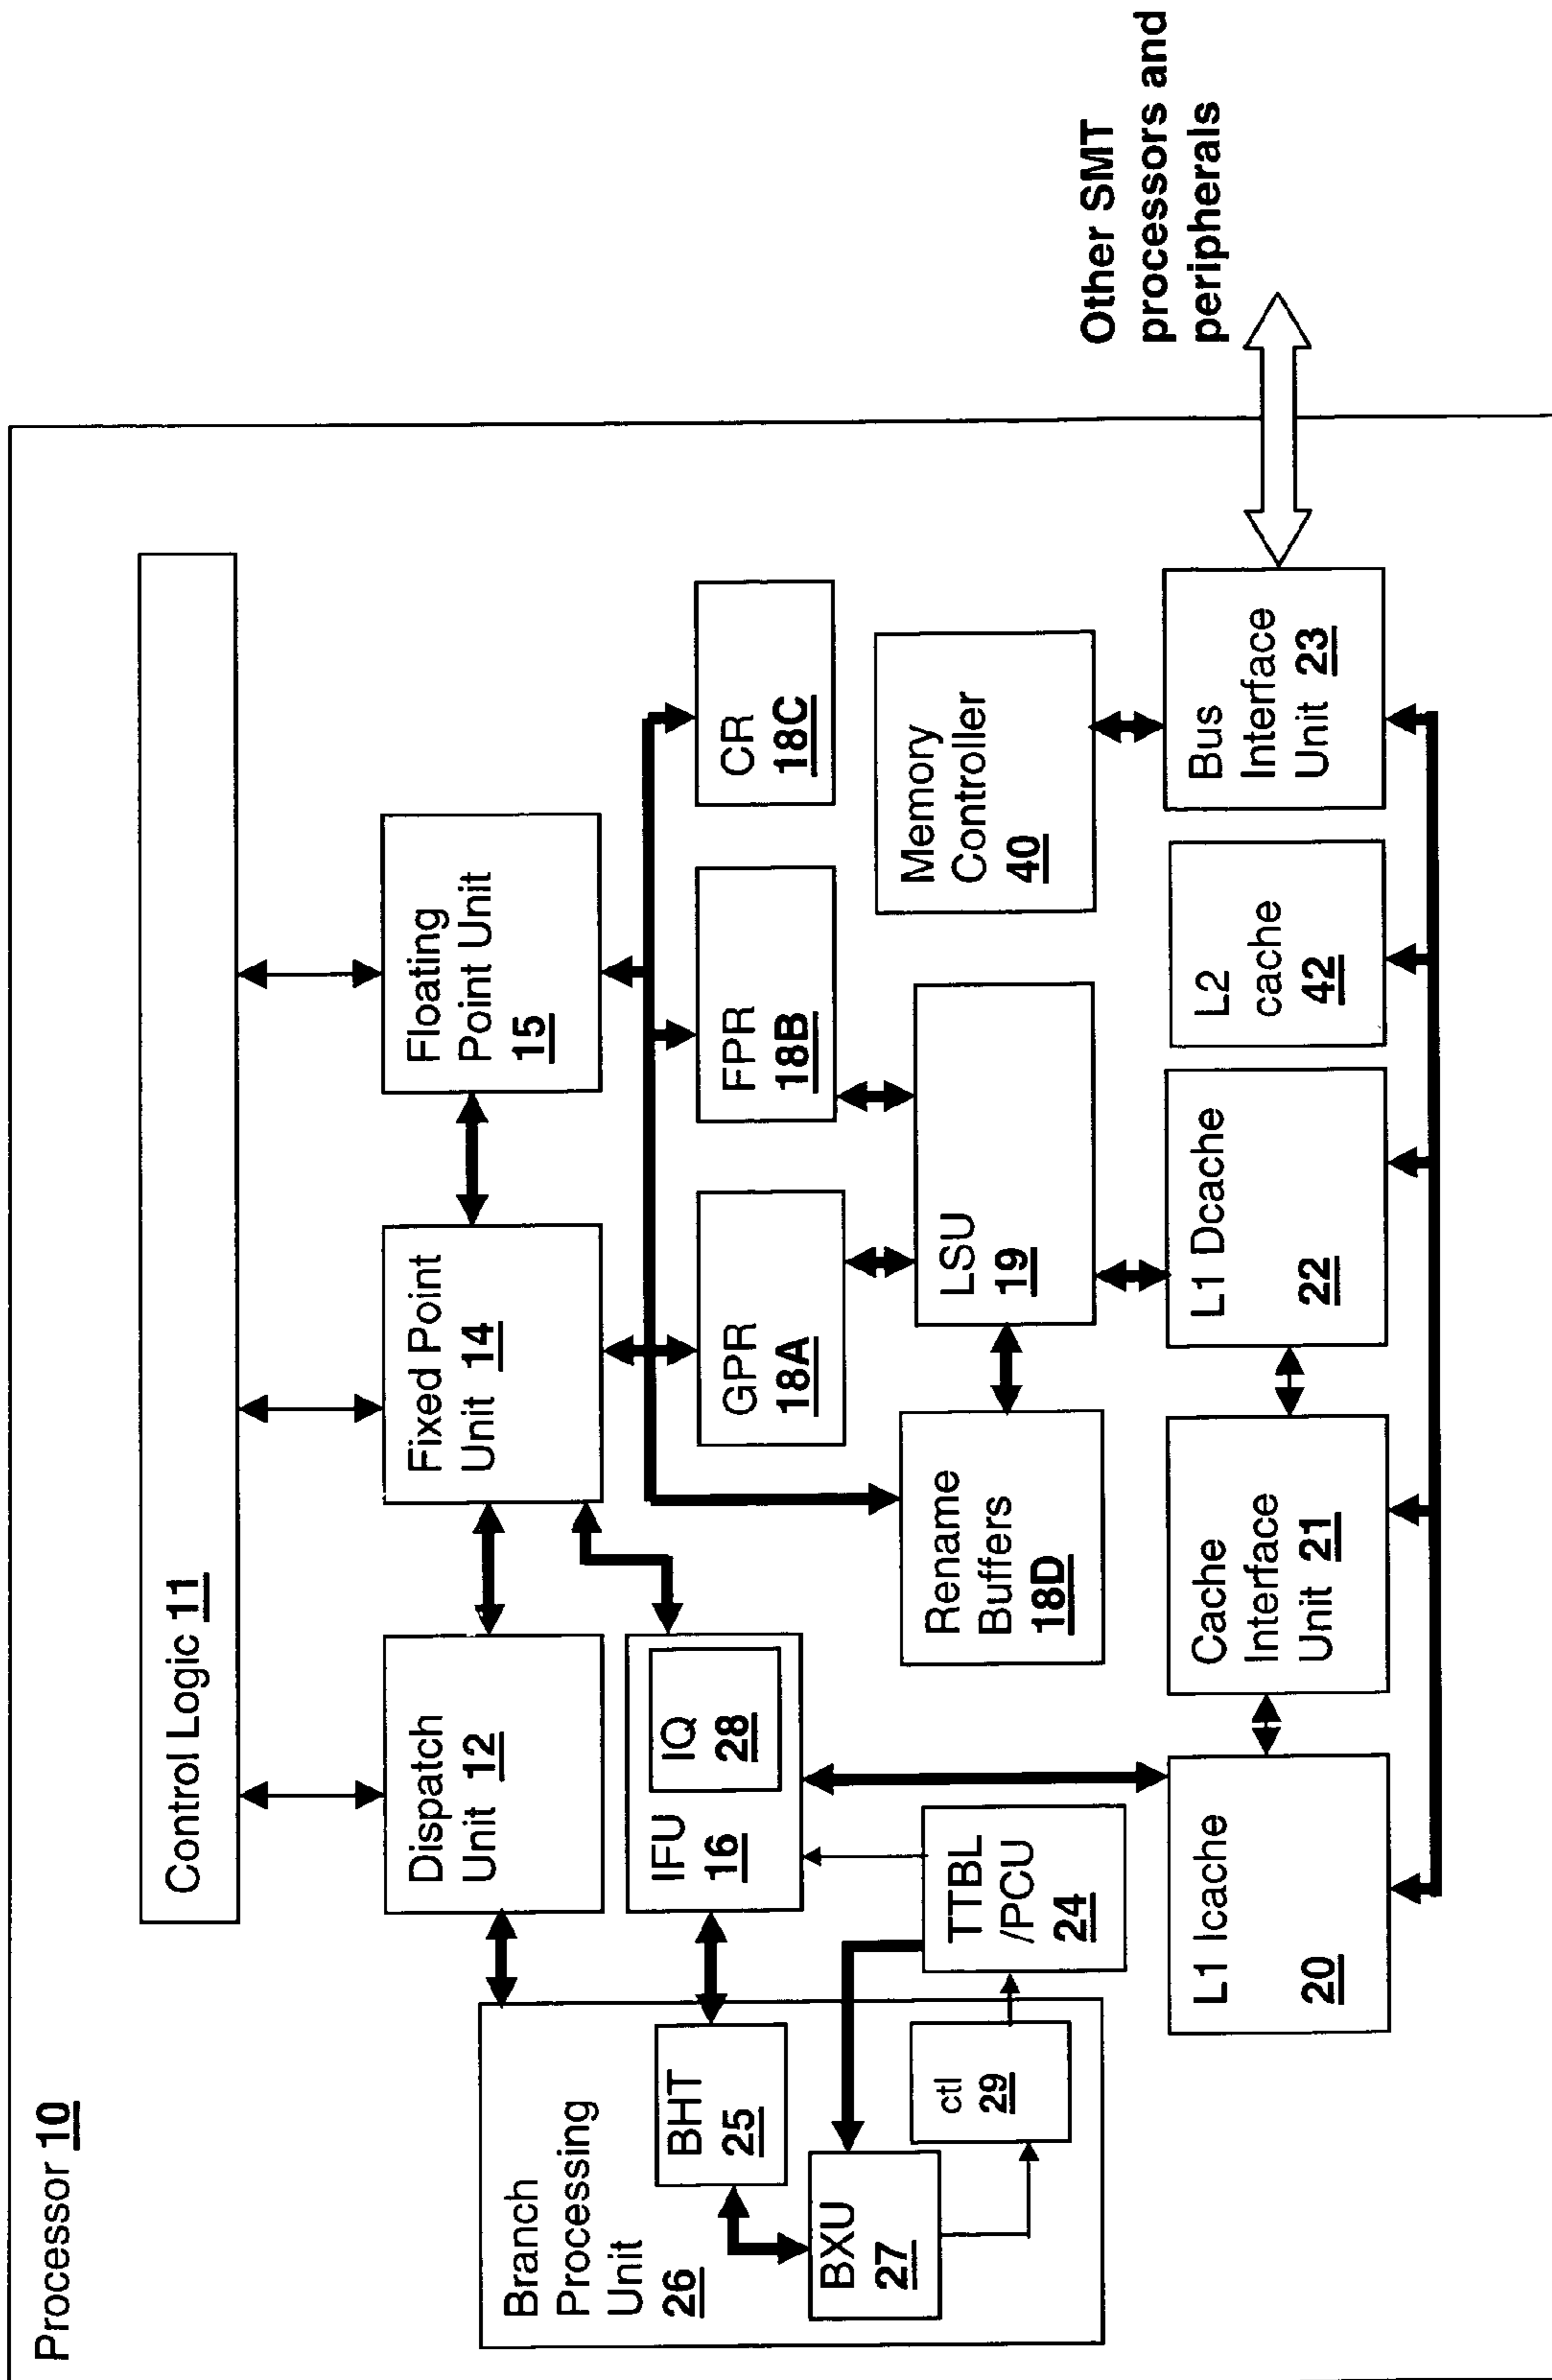 Processor 10
Control Logic 11
Dispatch
Unit 12
Fixed Point
Unit 14
Floating
Point Unit
15
Branch
Processing
Unit
26
BHT
25
BXU
27
ctl
29
IFU
16
IQ
28
TTBL
/PCU
24
GPR
18A
FPR
18B
CR
18C
Rename
Buffers
18D
LSU
19
Memory
Controller
40
L1 Icache
20
Cache
Interface
Unit 21
L1 Dcache
22
L2
cache
42
Bus
Interface
Unit 23
Other SMT
processors and
peripherals